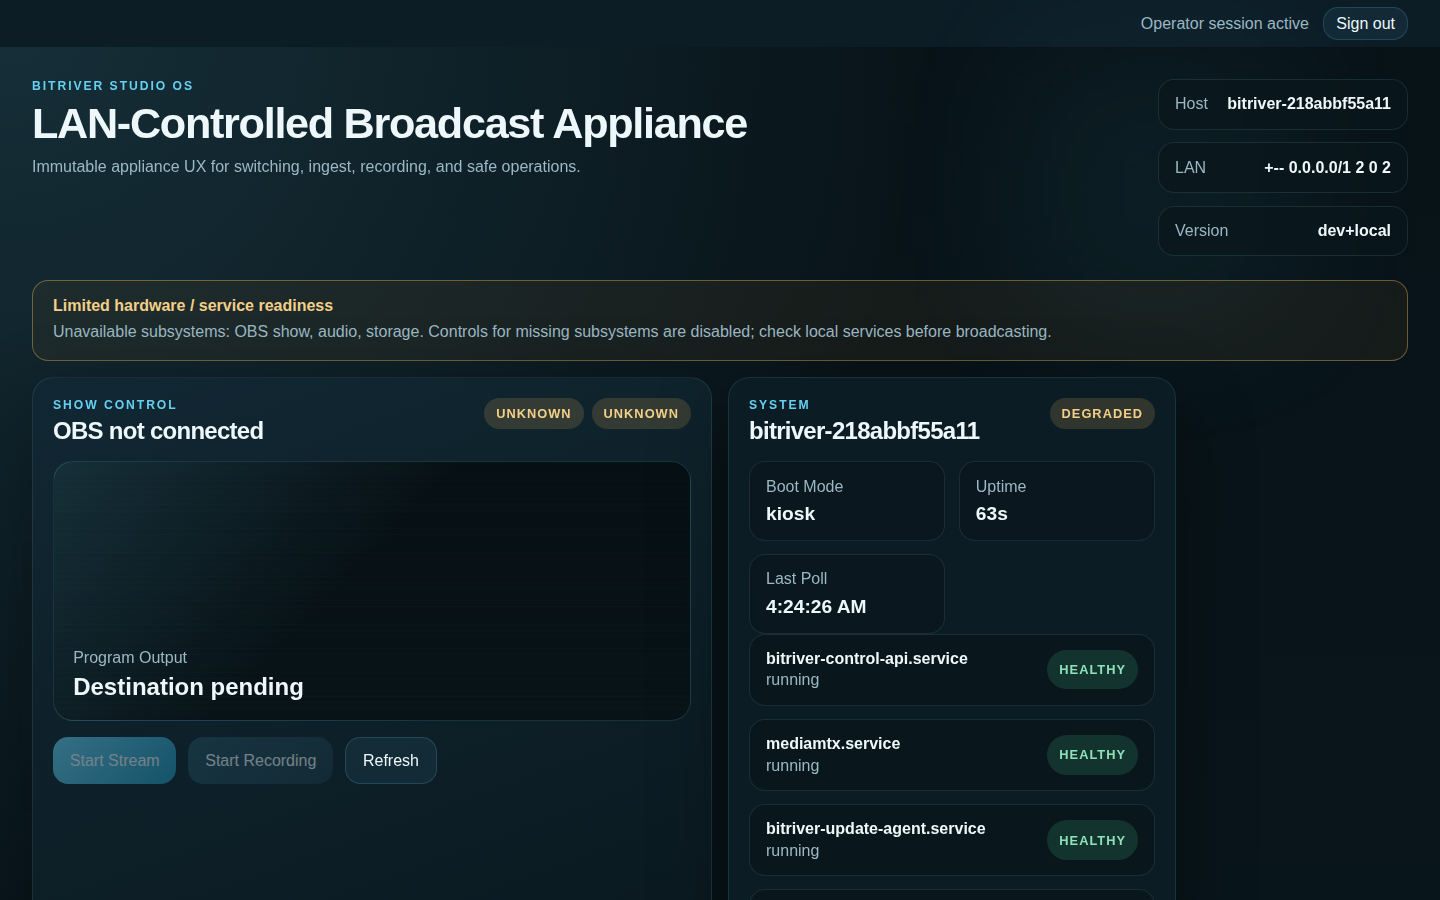 Operator session active
Sign out
BITRIVER STUDIO OS
LAN-Controlled Broadcast Appliance
Immutable appliance UX for switching, ingest, recording, and safe operations.
Host bitriver-218abbf55a11
LAN +-- 0.0.0.0/1 2 0 2
Version dev+local
Limited hardware / service readiness
Unavailable subsystems: OBS show, audio, storage. Controls for missing subsystems are disabled; check local services before broadcasting.
SHOW CONTROL
OBS not connected
UNKNOWN UNKNOWN
Program Output
Destination pending
Start Stream Start Recording Refresh
SYSTEM
bitriver-218abbf55a11
DEGRADED
Boot Mode
kiosk
Uptime
63s
Last Poll
4:24:26 AM
bitriver-control-api.service
running
HEALTHY
mediamtx.service
running
HEALTHY
bitriver-update-agent.service
running
HEALTHY